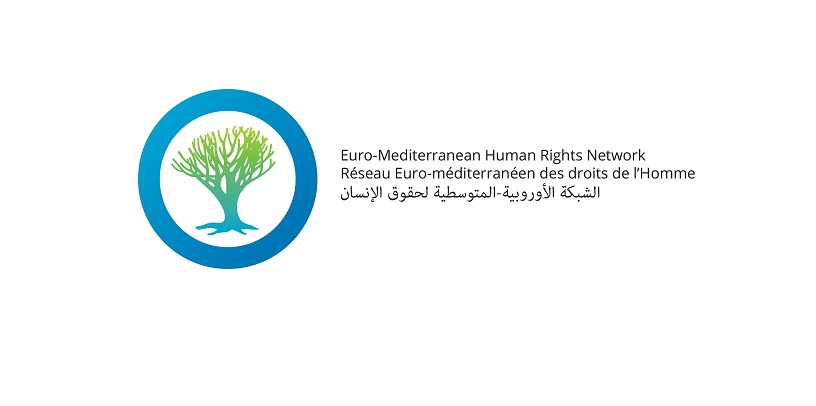 Euro-Mediterranean Human Rights Network
Réseau Euro-méditerranéen des droits de l’Homme
الشبكة الأوروبية-المتوسطية لحقوق الإنسان